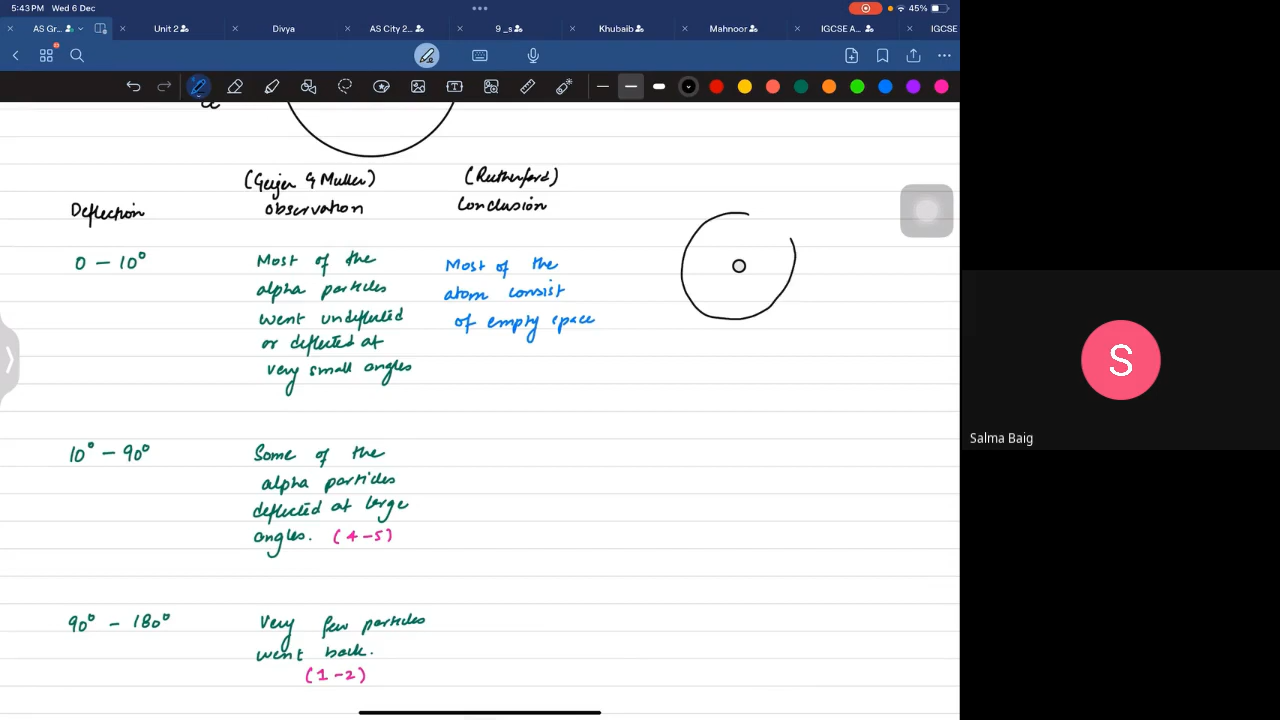 5:43 PM Wed 6 Dec
45%
AS Gr...
Unit 2
Divya
AS City 2...
9_s
Khubaib
Mahnoor
IGCSE A...
IGCSE
(Geijer & Muller) (Rutherford)
Deflection observation Conclusion
0 – 10° Most of the Most of the
alpha particles atom consist
went undeflected of empty space
or deflected at
very small angles
10° – 90° Some of the
alpha particles
deflected at large
angles. (4-5)
90° – 180° Very few particles
went back.
(1-2)
S
Salma Baig